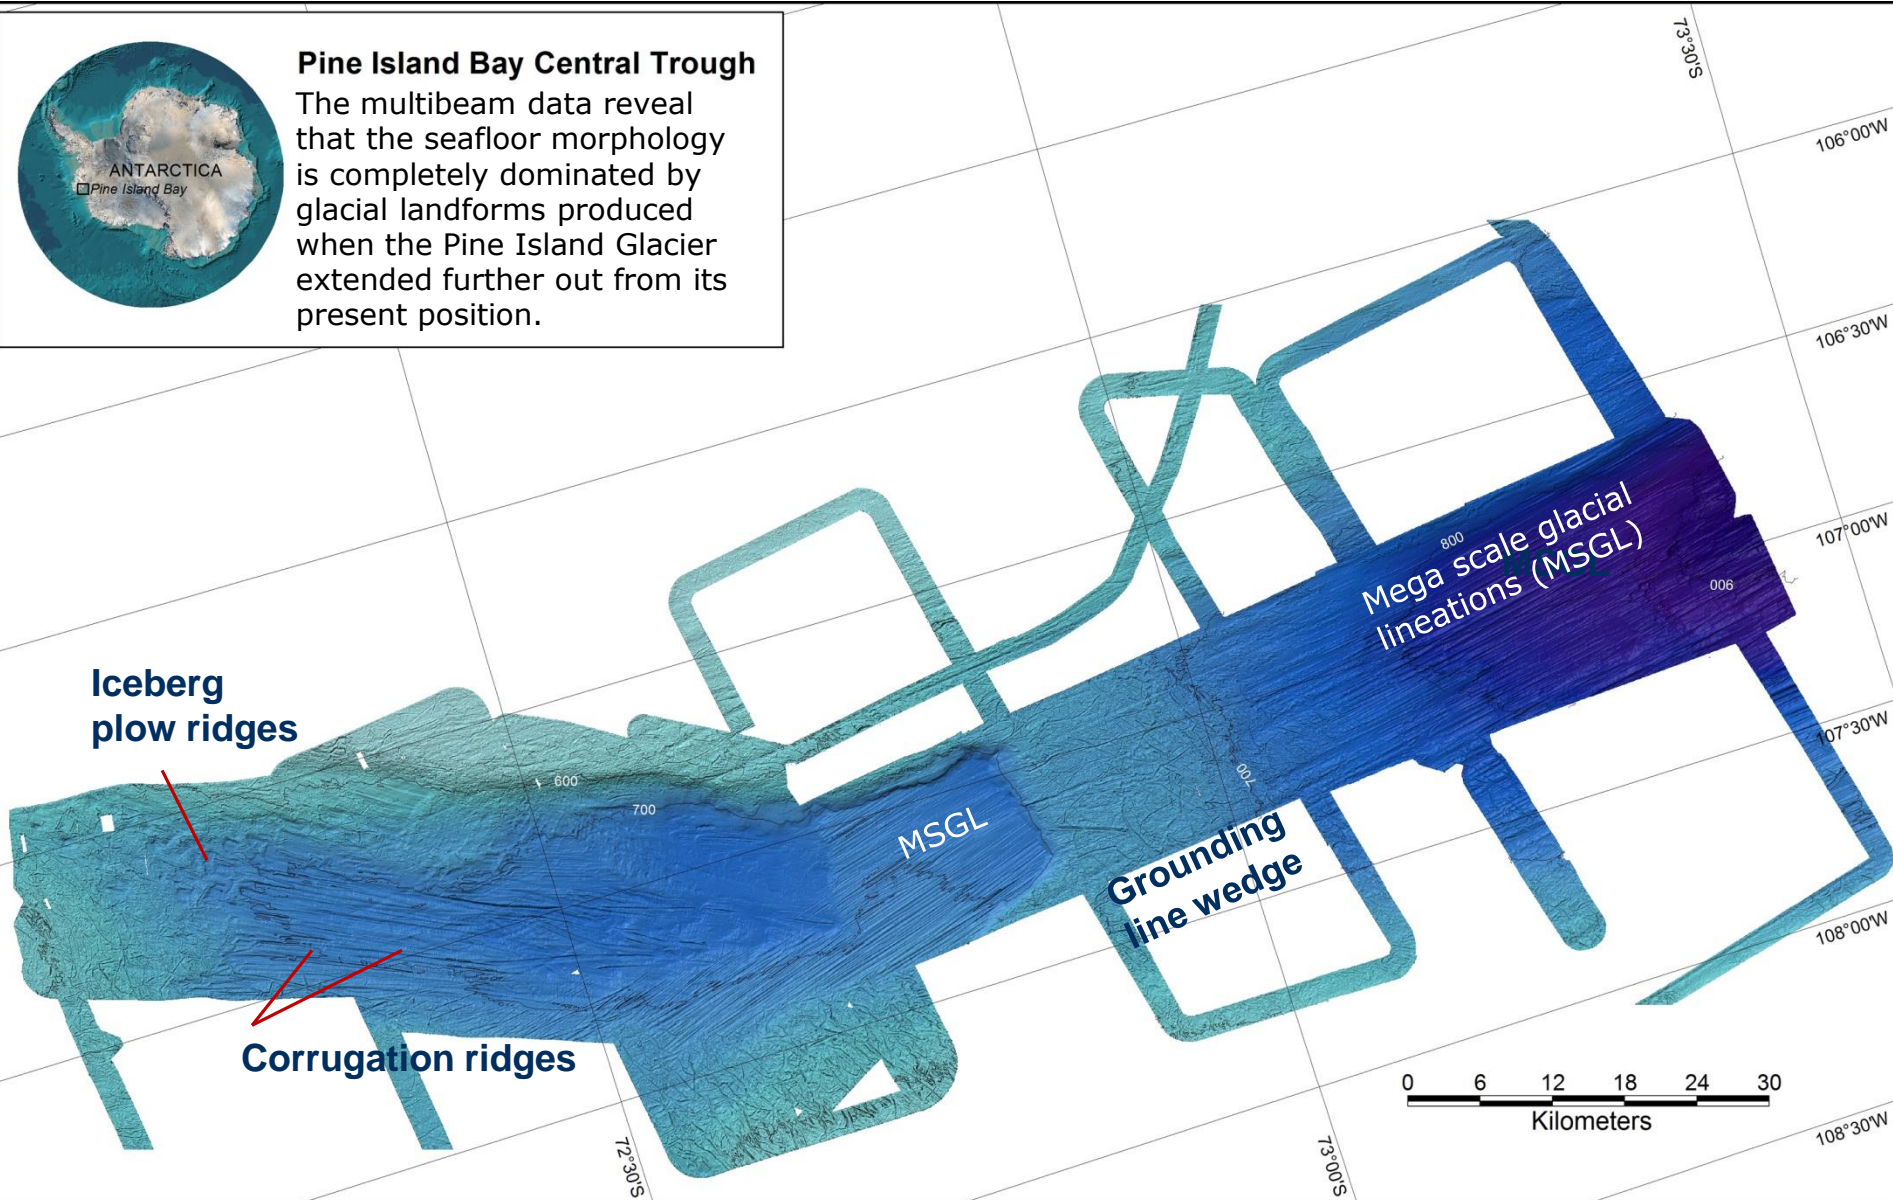 Pine Island Bay Central Trough
The multibeam data reveal
that the seafloor morphology
is completely dominated by
glacial landforms produced
when the Pine Island Glacier
extended further out from its
present position.
ANTARCTICA
Pine Island Bay
73°30'S
106°00'W
106°30'W
107°00'W
107°30'W
108°00'W
108°30'W
800
Mega scale glacial
lineations (MSGL)
900
Iceberg
plow ridges
600
700
MSGL
700
Grounding
line wedge
Corrugation ridges
0 6 12 18 24 30
Kilometers
72°30'S
73°00'S